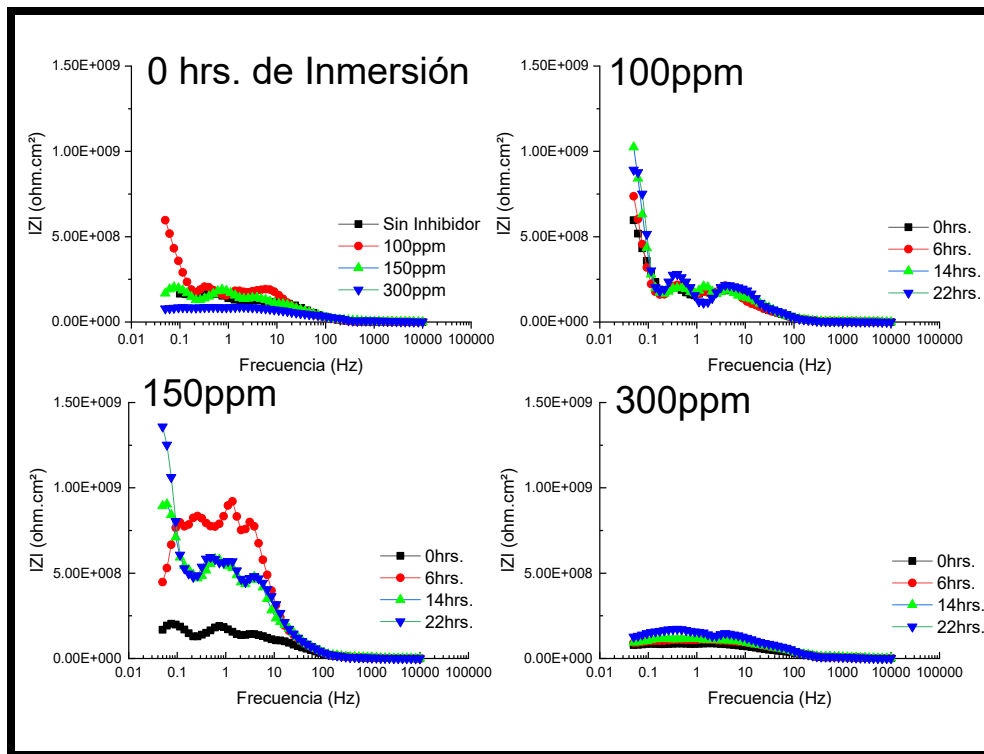 0 hrs. de Inmersión
1.50E+009
1.00E+009
5.00E+008
0.00E+000
IZI (ohm.cm²)
Sin Inhibidor
100ppm
150ppm
300ppm
0.01 0.1 1 10 100 1000 10000 100000
Frecuencia (Hz)
100ppm
1.50E+009
1.00E+009
5.00E+008
0.00E+000
IZI (ohm.cm²)
0hrs.
6hrs.
14hrs.
22hrs.
0.01 0.1 1 10 100 1000 10000 100000
Frecuencia (Hz)
150ppm
1.50E+009
1.00E+009
5.00E+008
0.00E+000
IZI (ohm.cm²)
0hrs.
6hrs.
14hrs.
22hrs.
0.01 0.1 1 10 100 1000 10000 100000
Frecuencia (Hz)
300ppm
1.50E+009
1.00E+009
5.00E+008
0.00E+000
IZI (ohm.cm²)
0hrs.
6hrs.
14hrs.
22hrs.
0.01 0.1 1 10 100 1000 10000 100000
Frecuencia (Hz)